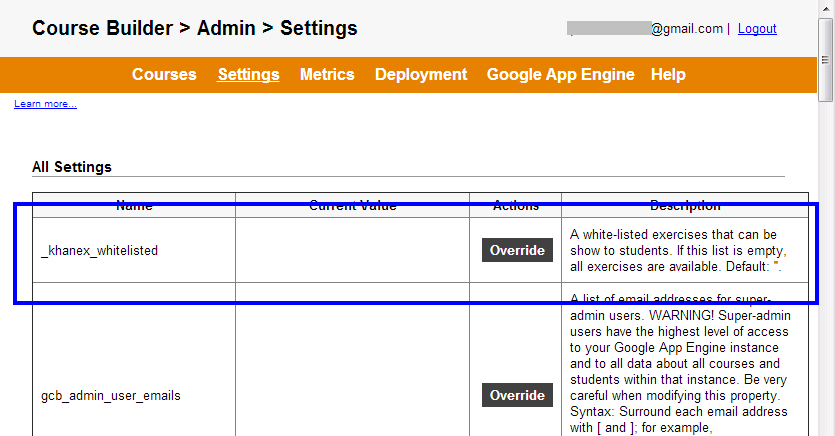 Course Builder > Admin > Settings
@gmail.com | Logout
Courses Settings Metrics Deployment Google App Engine Help
Learn more...
All Settings
Name Current Value Actions Description
_khanex_whitelisted
Override
A white-listed exercises that can be
show to students. If this list is empty,
all exercises are available. Default: ''.
gcb_admin_user_emails
Override
A list of email addresses for super-
admin users. WARNING! Super-admin
users have the highest level of access
to your Google App Engine instance
and to all data about all courses and
students within that instance. Be very
careful when modifying this property.
Syntax: Surround each email address
with [ and ]; for example,